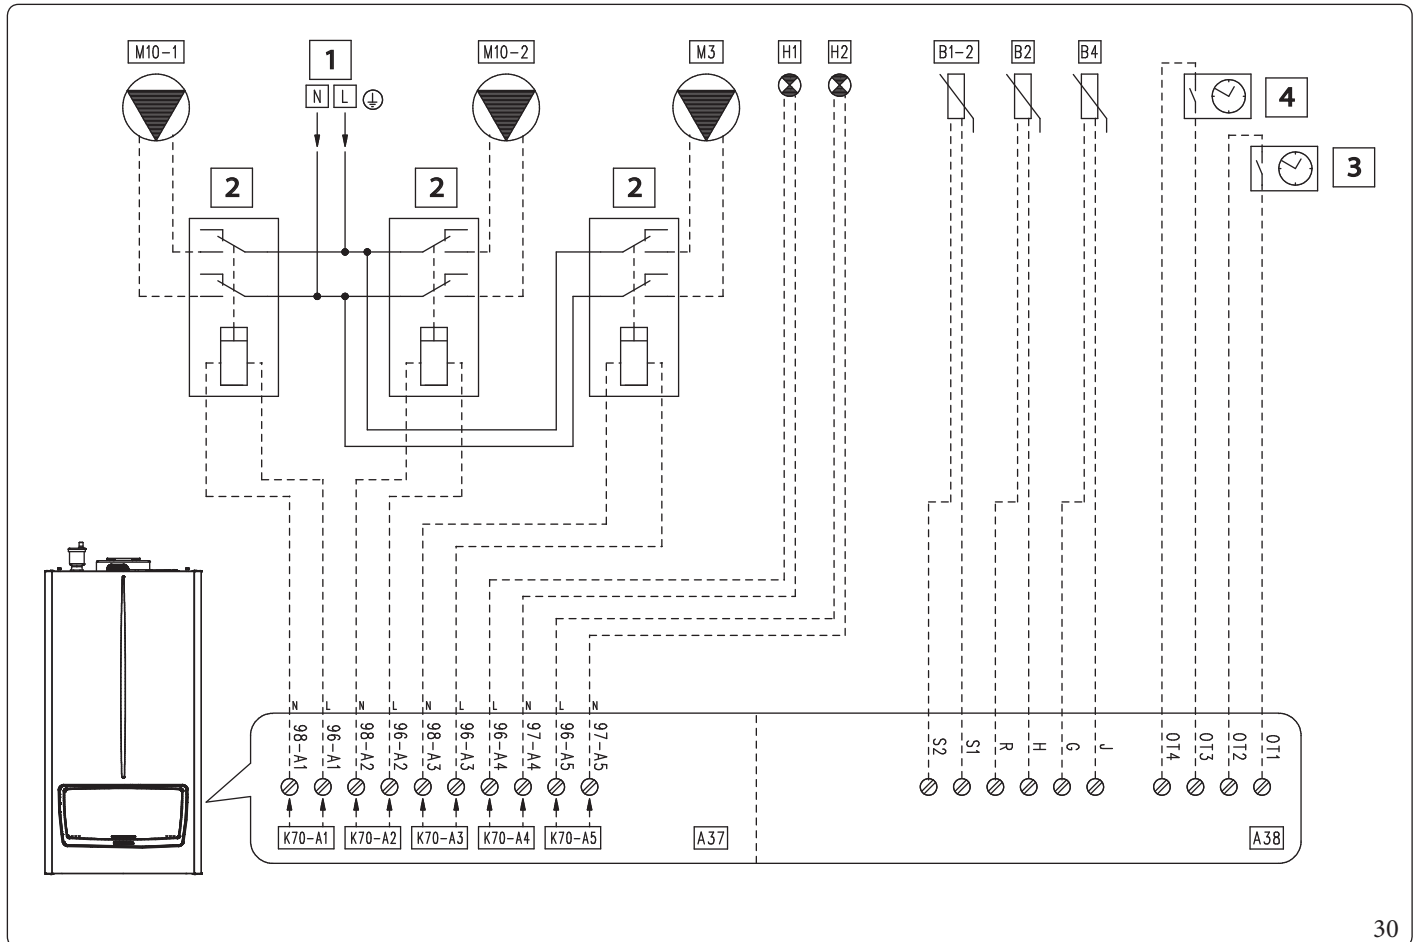 M10-1
1
M10-2
M3
H1
H2
B1-2
B2
B4
N L
4
3
2
2
2
N
L
N
L
N
L
L
N
L
N
98-A1
96-A1
98-A2
96-A2
98-A3
96-A3
96-A4
97-A4
96-A5
97-A5
S2
S1
R
H
G
J
OT4
OT3
OT2
OT1
K70-A1
K70-A2
K70-A3
K70-A4
K70-A5
A37
A38
30